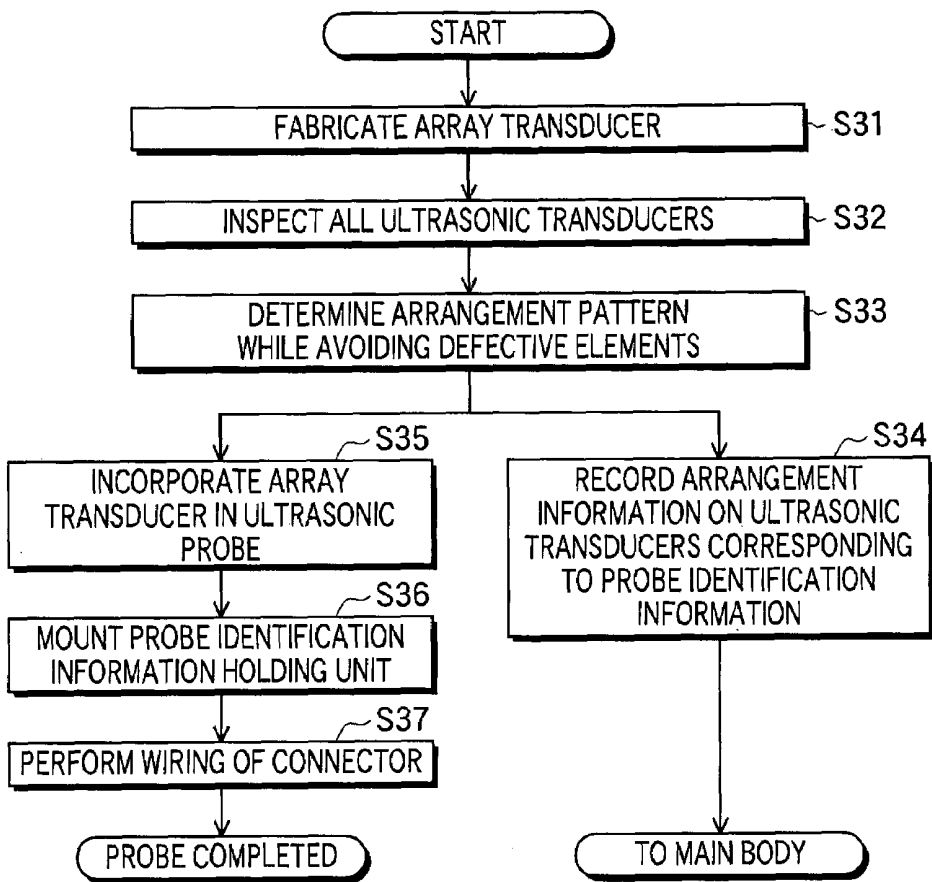 START
FABRICATE ARRAY TRANSDUCER
S31
INSPECT ALL ULTRASONIC TRANSDUCERS
S32
DETERMINE ARRANGEMENT PATTERN
WHILE AVOIDING DEFECTIVE ELEMENTS
S33
S35
INCORPORATE ARRAY
TRANSDUCER IN ULTRASONIC
PROBE
S36
MOUNT PROBE IDENTIFICATION
INFORMATION HOLDING UNIT
S37
PERFORM WIRING OF CONNECTOR
PROBE COMPLETED
S34
RECORD ARRANGEMENT
INFORMATION ON ULTRASONIC
TRANSDUCERS CORRESPONDING
TO PROBE IDENTIFICATION
INFORMATION
TO MAIN BODY